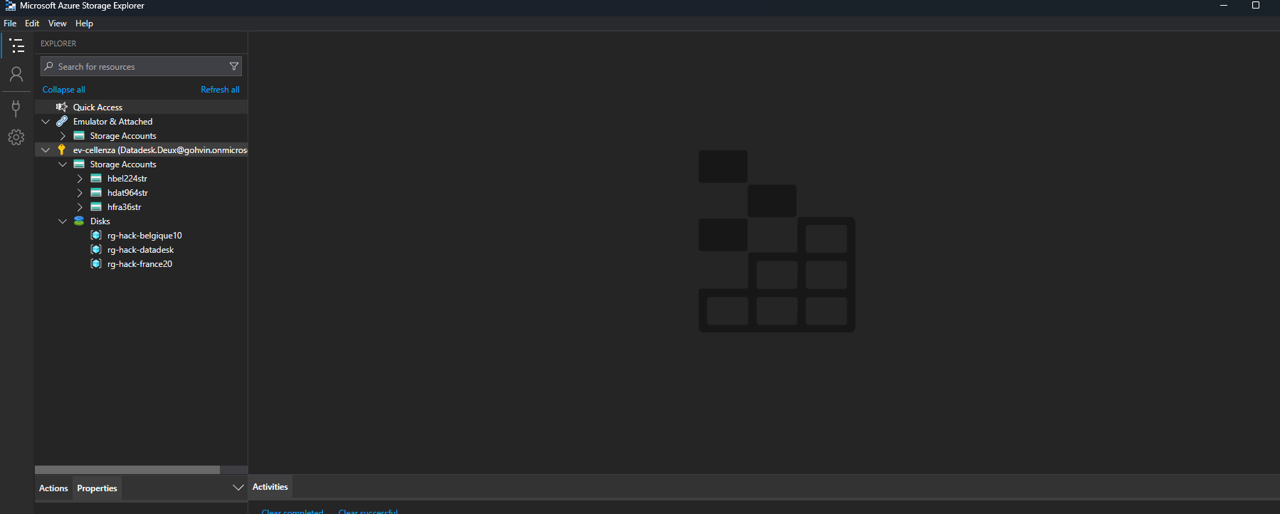 Microsoft Azure Storage Explorer
File Edit View Help
EXPLORER
Search for resources
Collapse all Refresh all
Quick Access
Emulator & Attached
Storage Accounts
ev-cellenza (Datadesk.Deux@gohvin.onmicros
Storage Accounts
hbel224str
hdat964str
hfra36str
Disks
rg-hack-belgique10
rg-hack-datadesk
rg-hack-france20
Actions Properties
Activities
Clear completed Clear successful